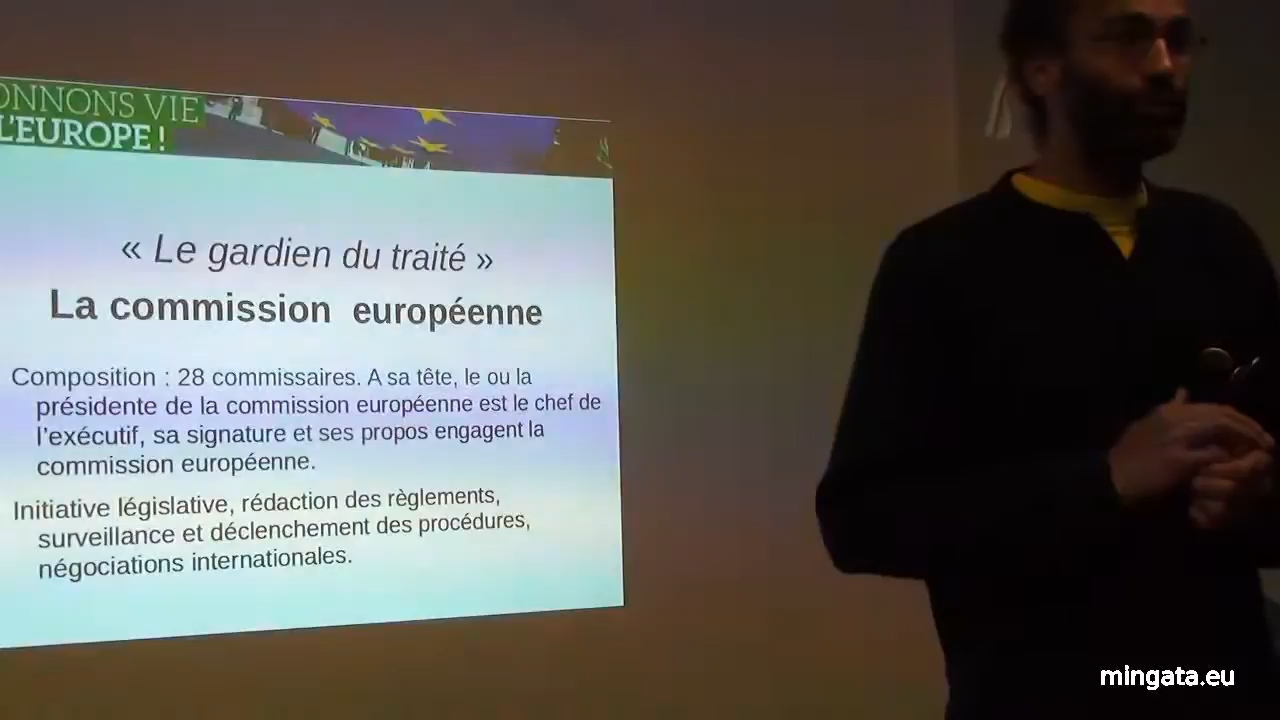 ONNONS VIE
L'EUROPE !
« Le gardien du traité »
La commission européenne
Composition : 28 commissaires. A sa tête, le ou la
présidente de la commission européenne est le chef de
l'exécutif, sa signature et ses propos engagent la
commission européenne.
Initiative législative, rédaction des règlements,
surveillance et déclenchement des procédures,
négociations internationales.
mingata.eu